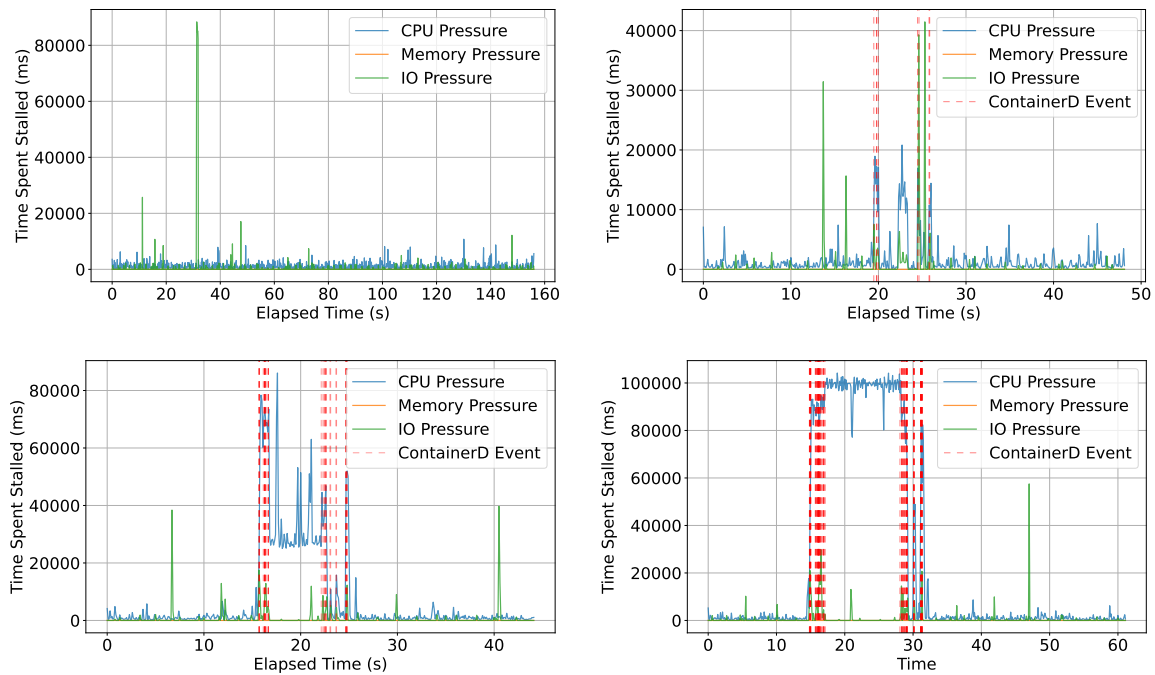 Time Spent Stalled (ms)
80000
60000
40000
20000
0
CPU Pressure
Memory Pressure
IO Pressure
0 20 40 60 80 100 120 140 160
Elapsed Time (s)
Time Spent Stalled (ms)
40000
30000
20000
10000
0
CPU Pressure
Memory Pressure
IO Pressure
ContainerD Event
0 10 20 30 40 50
Elapsed Time (s)
Time Spent Stalled (ms)
80000
60000
40000
20000
0
CPU Pressure
Memory Pressure
IO Pressure
ContainerD Event
0 10 20 30 40
Elapsed Time (s)
Time Spent Stalled (ms)
100000
80000
60000
40000
20000
0
CPU Pressure
Memory Pressure
IO Pressure
ContainerD Event
0 10 20 30 40 50 60
Time